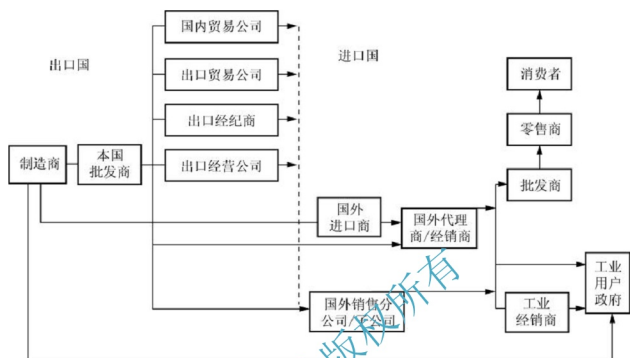 国内贸易公司
出口国
进口国
出口贸易公司
消费者
出口经纪商
零售商
制造商
本国
批发商
出口经营公司
批发商
国外
进口商
国外代理
商/经销商
工业
用户
政府
国外销售分
公司/子公司
工业
经销商
版权所有